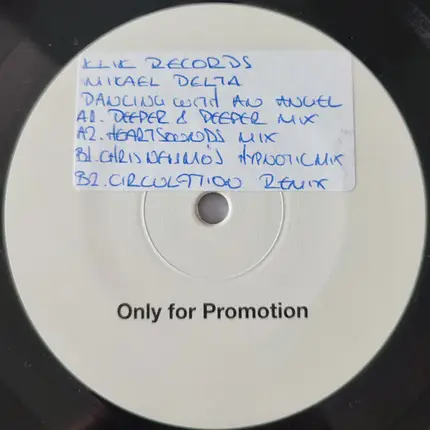 KLIK RECORDS
MIKAEL DELTA
DANCING WITH AN ANGEL
A1. DEEPER & DEEPER MIX
A2. HEARTSOUNDS MIX
B1. CHRIS NEMMO'S HYPNOTIC MIX
B2. CIRCULATION REMIX
Only for Promotion